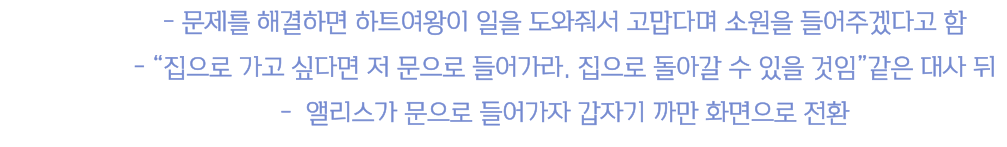 - 문제를 해결하면 하트여왕이 일을 도와줘서 고맙다며 소원을 들어주겠다고 함
- “집으로 가고 싶다면 저 문으로 들어가라. 집으로 돌아갈 수 있을 것임”같은 대사 뒤
- 앨리스가 문으로 들어가자 갑자기 까만 화면으로 전환